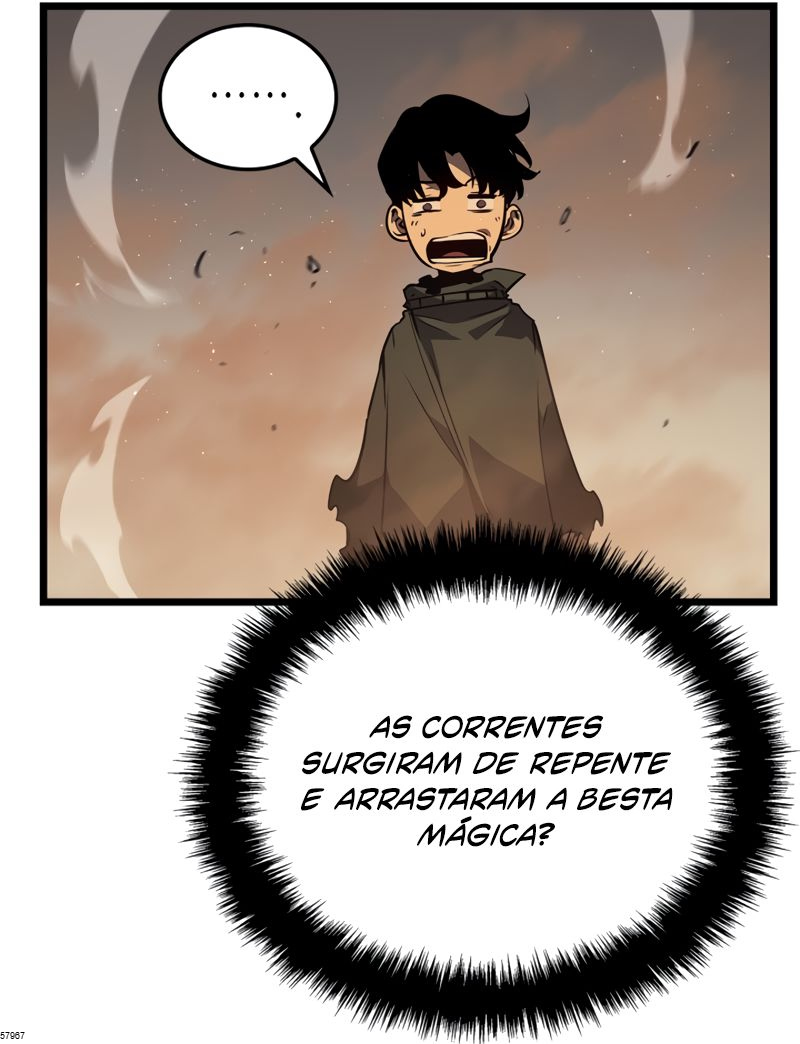 .......
AS CORRENTES
SURGIRAM DE REPENTE
E ARRASTARAM A BESTA
MÁGICA?
57967